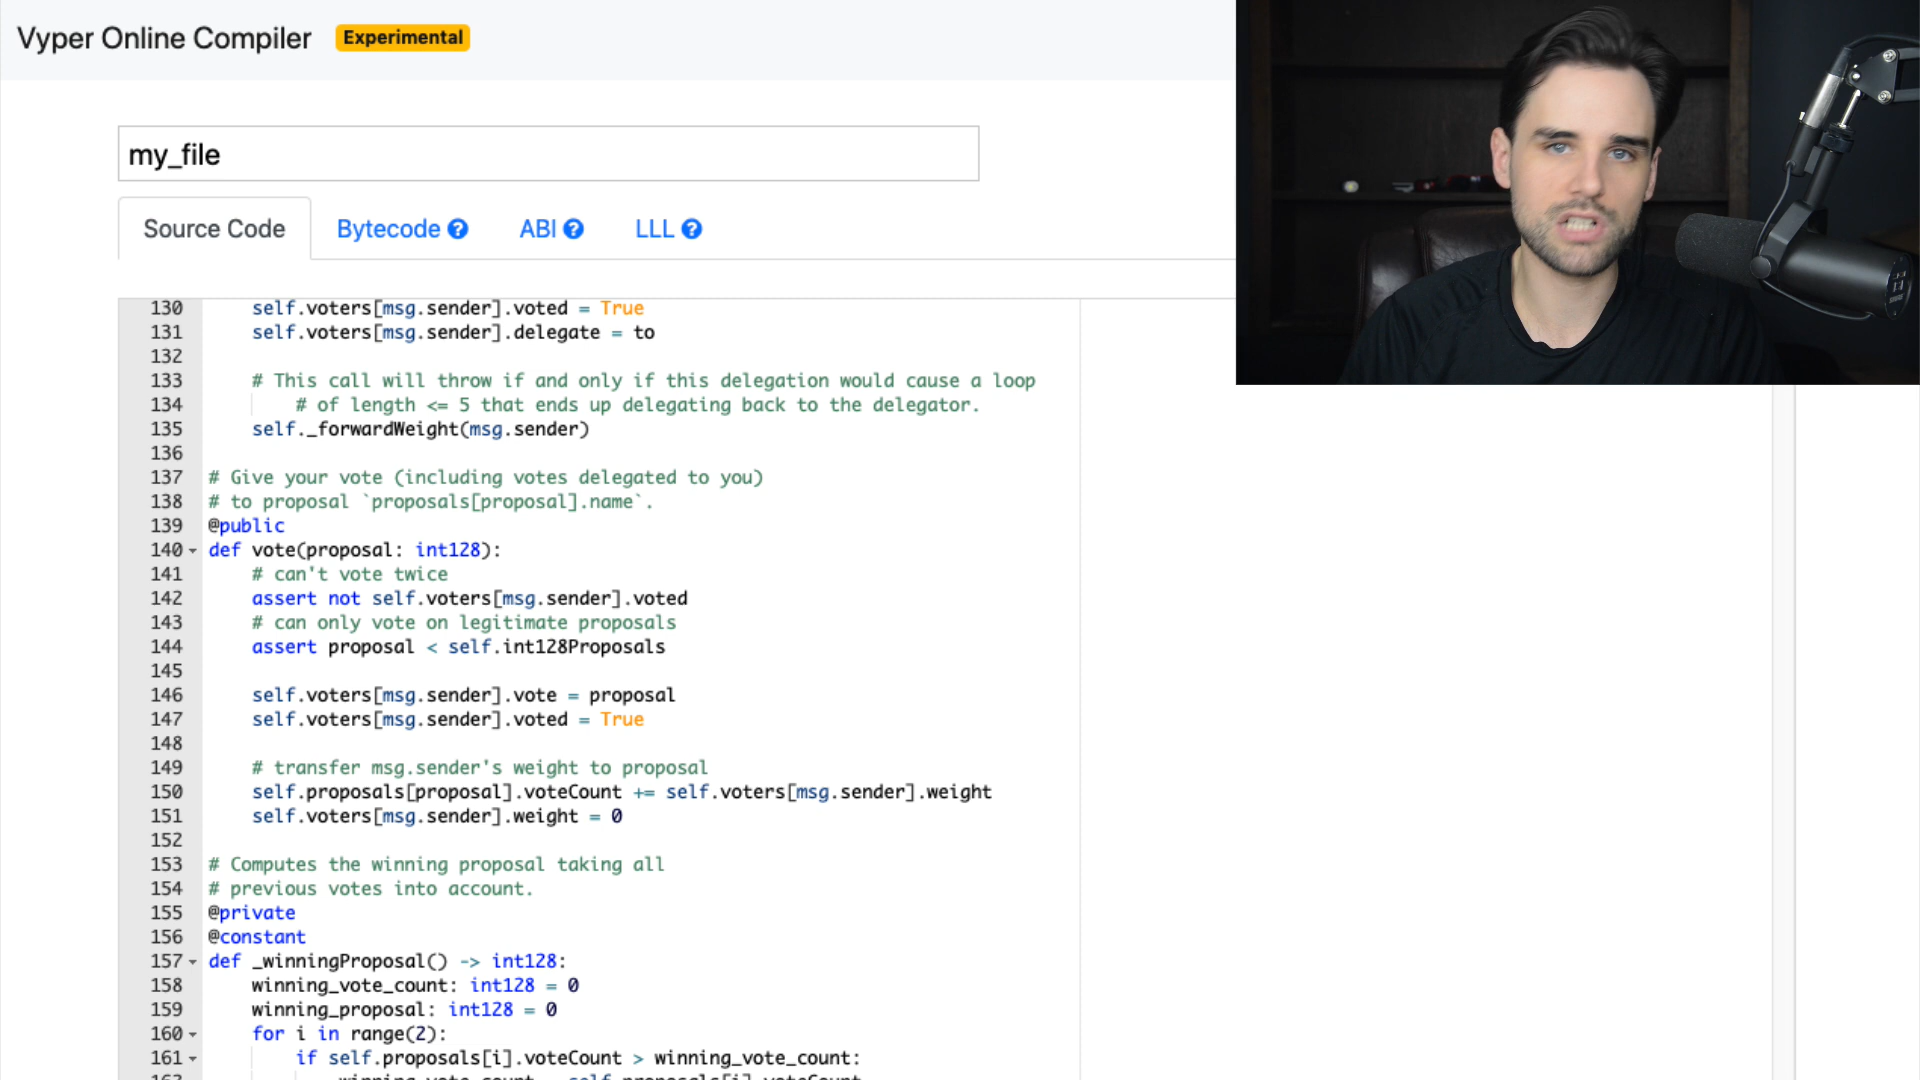 Vyper Online Compiler Experimental
my_file
Source Code Bytecode ? ABI ? LLL ?
130 self.voters[msg.sender].voted = True
131 self.voters[msg.sender].delegate = to
132
133 # This call will throw if and only if this delegation would cause a loop
134 # of length <= 5 that ends up delegating back to the delegator.
135 self._forwardWeight(msg.sender)
136
137 # Give your vote (including votes delegated to you)
138 # to proposal `proposals[proposal].name`.
139 @public
140 def vote(proposal: int128):
141 # can't vote twice
142 assert not self.voters[msg.sender].voted
143 # can only vote on legitimate proposals
144 assert proposal < self.int128Proposals
145
146 self.voters[msg.sender].vote = proposal
147 self.voters[msg.sender].voted = True
148
149 # transfer msg.sender's weight to proposal
150 self.proposals[proposal].voteCount += self.voters[msg.sender].weight
151 self.voters[msg.sender].weight = 0
152
153 # Computes the winning proposal taking all
154 # previous votes into account.
155 @private
156 @constant
157 def _winningProposal() -> int128:
158 winning_vote_count: int128 = 0
159 winning_proposal: int128 = 0
160 for i in range(2):
161 if self.proposals[i].voteCount > winning_vote_count:
162 winning_vote_count = self.proposals[i].voteCount